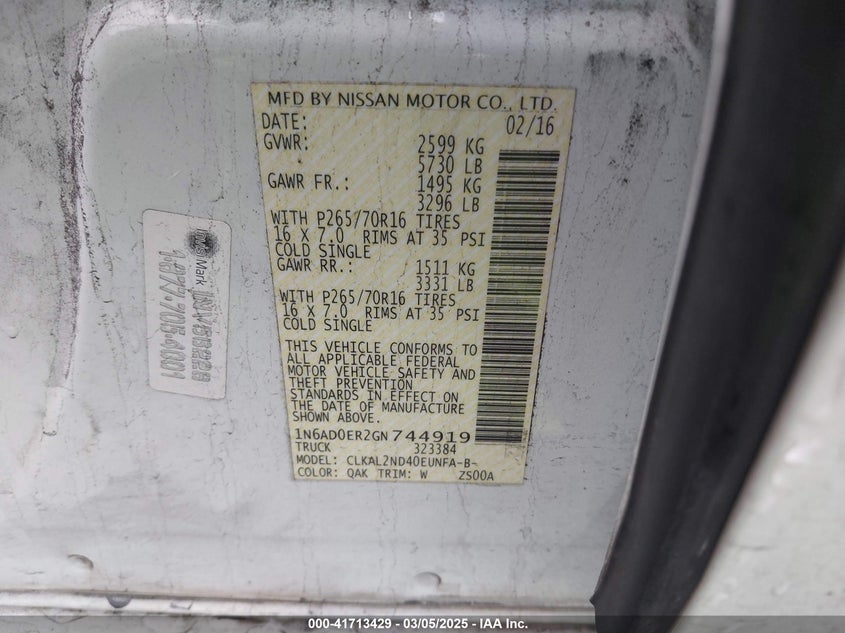 MFD BY NISSAN MOTOR CO., LTD.
DATE: 02/16
GVWR: 2599 KG
5730 LB
GAWR FR.: 1495 KG
3296 LB
WITH P265/70R16 TIRES
16 X 7.0 RIMS AT 35 PSI
COLD SINGLE
GAWR RR.: 1511 KG
3331 LB
WITH P265/70R16 TIRES
16 X 7.0 RIMS AT 35 PSI
COLD SINGLE
THIS VEHICLE CONFORMS TO
ALL APPLICABLE FEDERAL
MOTOR VEHICLE SAFETY AND
THEFT PREVENTION
STANDARDS IN EFFECT ON
THE DATE OF MANUFACTURE
SHOWN ABOVE.
1N6AD0ER2GN744919
TRUCK 323384
MODEL: CLKAL2ND40EUNFA-B-
COLOR: QAK TRIM: W ZS00A
Mark
000-41713429 - 03/05/2025 - IAA Inc.